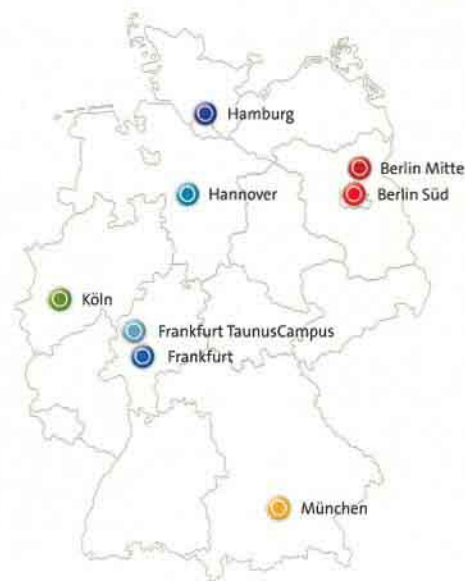 Hamburg
Berlin Mitte
Hannover
Berlin Süd
Köln
Frankfurt TaunusCampus
Frankfurt
München